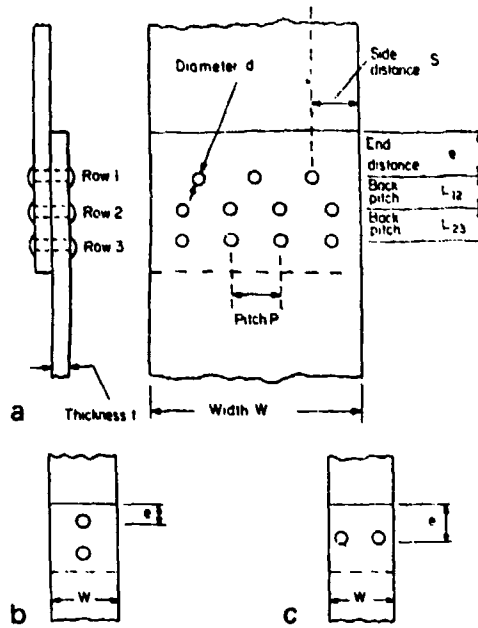 Diameter d
Side
distance S
End
distance e
Row 1
Back
pitch L12
Row 2
Back
pitch L23
Row 3
Pitch P
Thickness t
Width W
a
e
W
b
e
W
c